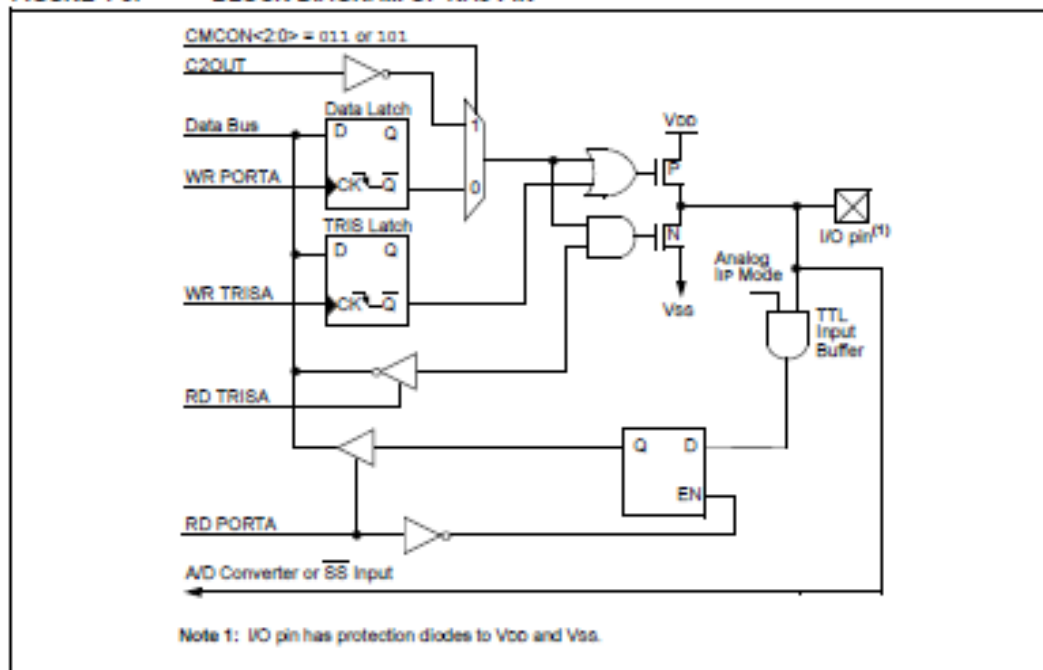 CMCON<2:0> = 011 or 101
C2OUT
Data Latch
Data Bus
D Q
1
VDD
WR PORTA
CK Q
0
P
TRIS Latch
D Q
N
I/O pin(1)
Analog
IIP Mode
WR TRISA
CK Q
VSS
TTL
Input
Buffer
RD TRISA
Q D
EN
RD PORTA
A/D Converter or SS Input
Note 1: I/O pin has protection diodes to VDD and VSS.